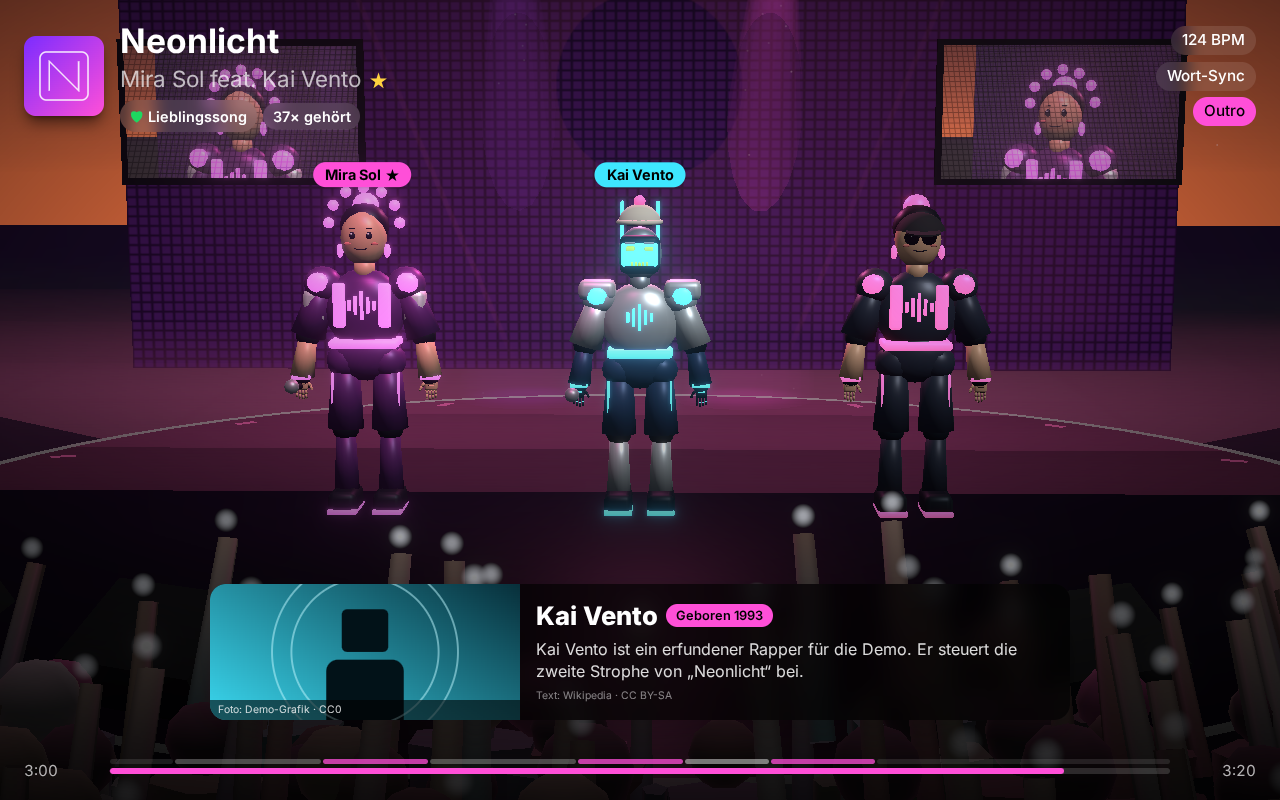 N
Neonlicht
Mira Sol feat. Kai Vento ★
Lieblingssong
37× gehört
124 BPM
Wort-Sync
Outro
Mira Sol ★
Kai Vento
Kai Vento
Geboren 1993
Kai Vento ist ein erfundener Rapper für die Demo. Er steuert die
zweite Strophe von „Neonlicht“ bei.
Text: Wikipedia · CC BY-SA
Foto: Demo-Grafik · CC0
3:00
3:20